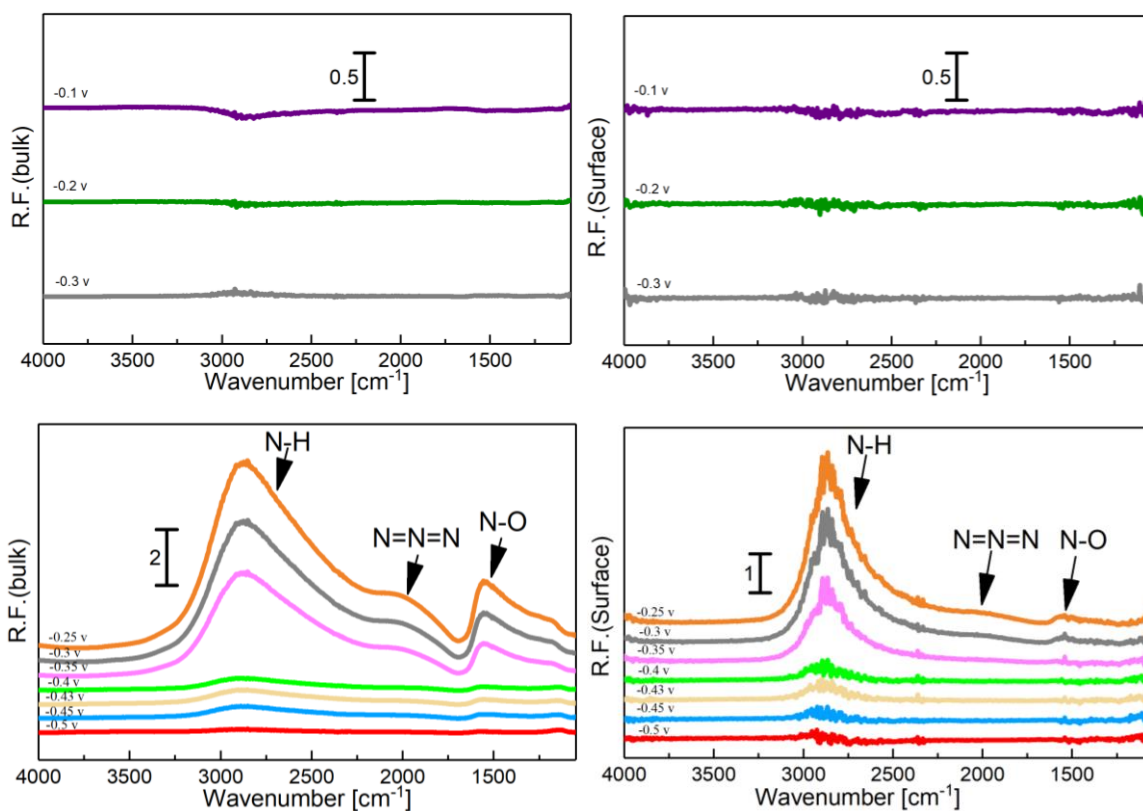 0.5
-0.1 v
-0.2 v
-0.3 v
R.F.(bulk)
4000 3500 3000 2500 2000 1500
Wavenumber [cm⁻¹]
0.5
-0.1 v
-0.2 v
-0.3 v
R.F.(Surface)
4000 3500 3000 2500 2000 1500
Wavenumber [cm⁻¹]
N-H
N=N=N
N-O
2
-0.25 v
-0.3 v
-0.35 v
-0.4 v
-0.43 v
-0.45 v
-0.5 v
R.F.(bulk)
4000 3500 3000 2500 2000 1500
Wavenumber [cm⁻¹]
N-H
N=N=N
N-O
1
-0.25 v
-0.3 v
-0.35 v
-0.4 v
-0.43 v
-0.45 v
-0.5 v
R.F.(Surface)
4000 3500 3000 2500 2000 1500
Wavenumber [cm⁻¹]